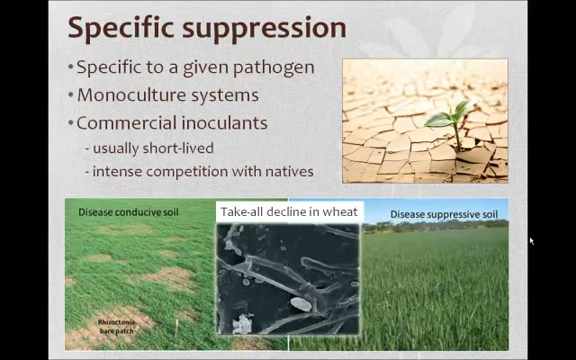 Specific suppression
•Specific to a given pathogen
•Monoculture systems
•Commercial inoculants
- usually short-lived
- intense competition with natives
Disease conducive soil
Take-all decline in wheat
Disease suppressive soil
Rhizoctonia
bare patch